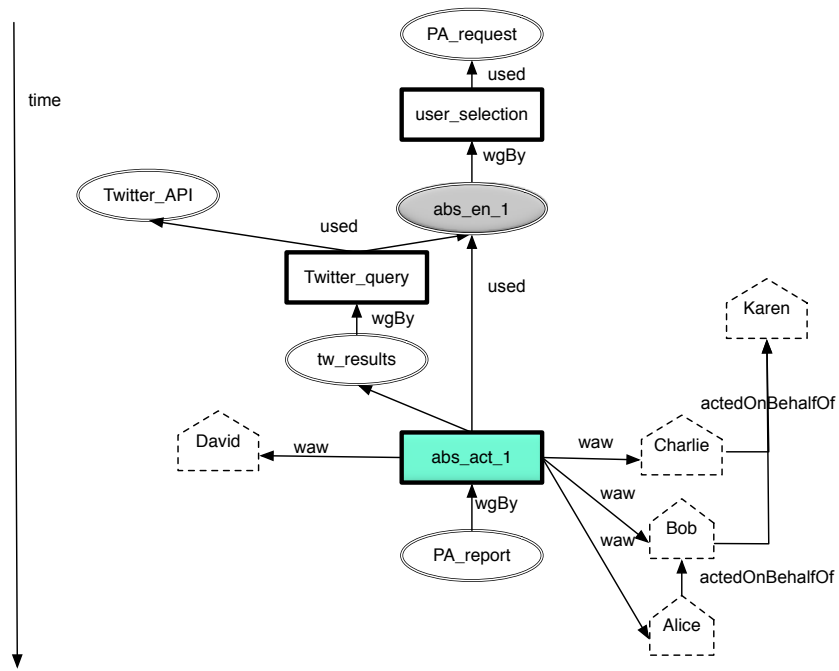 PA_request
used
time
user_selection
wgBy
Twitter_API
abs_en_1
used
Twitter_query
used
Karen
wgBy
tw_results
actedOnBehalfOf
David
waw
abs_act_1
waw
Charlie
wgBy
waw
Bob
waw
PA_report
actedOnBehalfOf
Alice